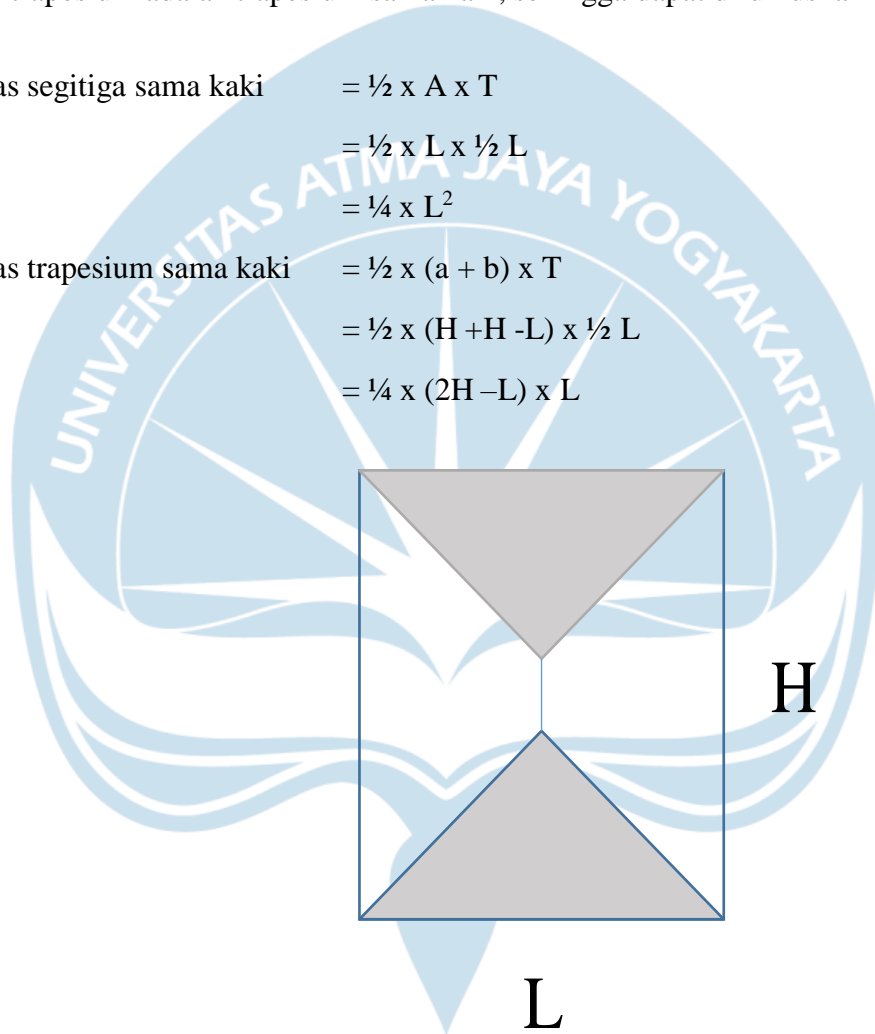 as segitiga sama kaki = ½ x A x T
= ½ x L x ½ L
= ¼ x L²
as trapesium sama kaki = ½ x (a + b) x T
= ½ x (H +H -L) x ½ L
= ¼ x (2H –L) x L
UNIVERSITAS ATMA JAYA YOGYAKARTA
H
L